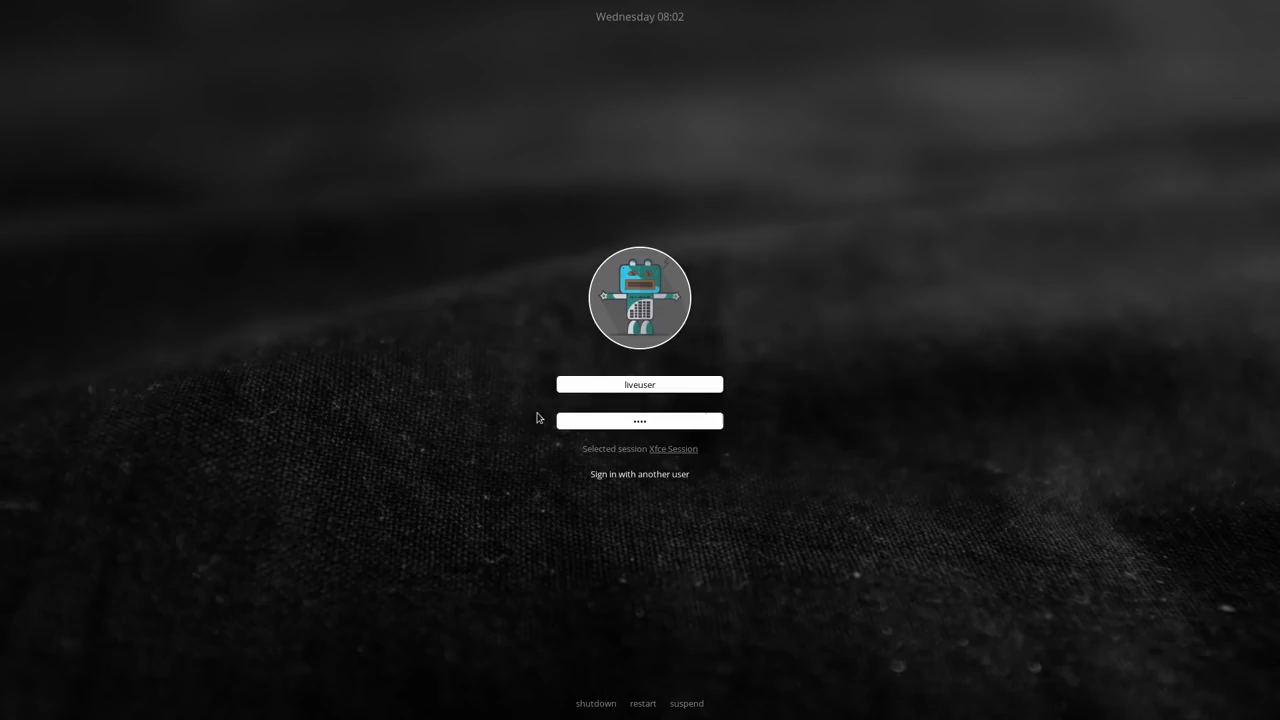 Wednesday 08:02
liveuser
••••
Selected session Xfce Session
Sign in with another user
shutdown restart suspend